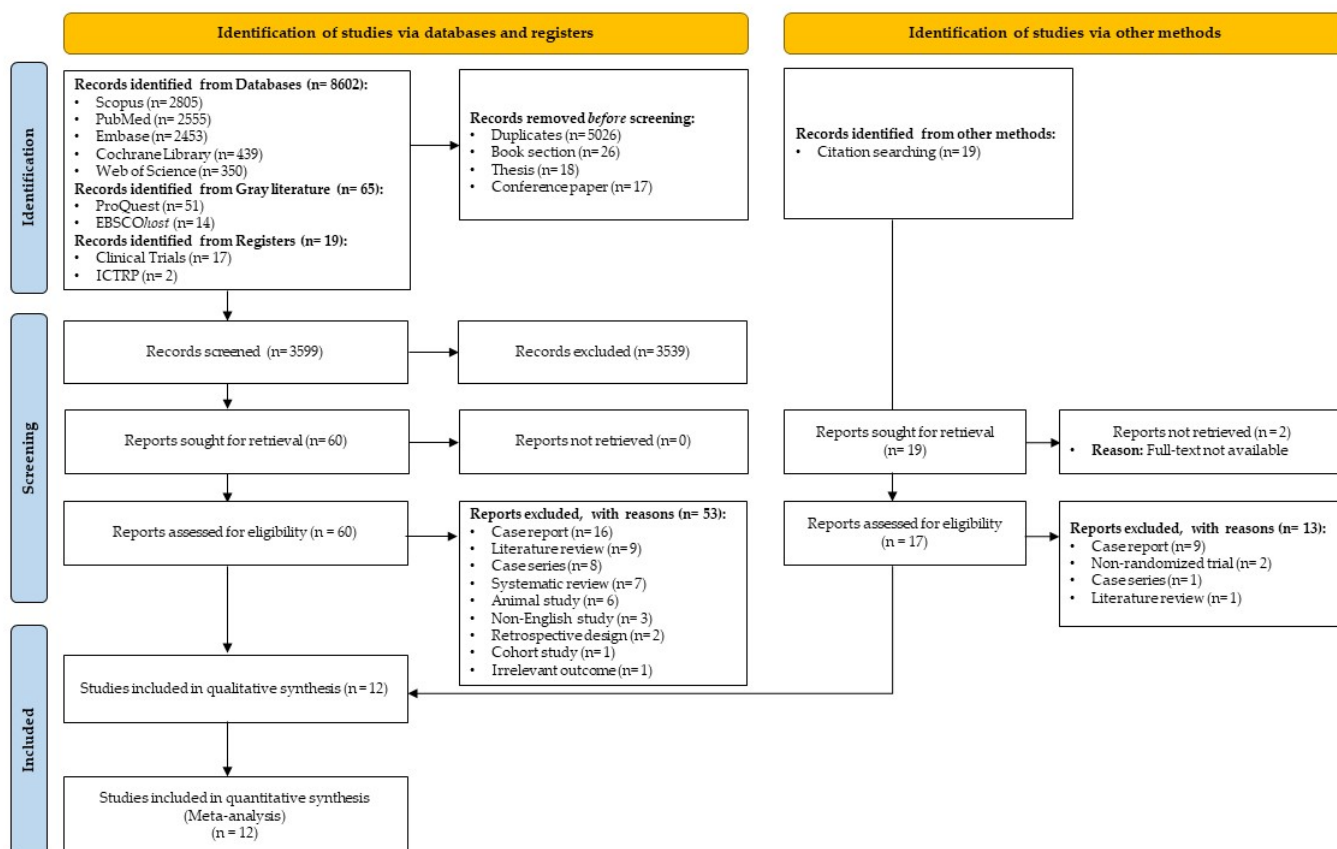 Identification of studies via databases and registers
Identification of studies via other methods
Identification
Records identified from Databases (n= 8602):
• Scopus (n= 2805)
• PubMed (n= 2555)
• Embase (n= 2453)
• Cochrane Library (n= 439)
• Web of Science (n= 350)
Records identified from Gray literature (n= 65):
• ProQuest (n= 51)
• EBSCOhost (n= 14)
Records identified from Registers (n= 19):
• Clinical Trials (n= 17)
• ICTRP (n= 2)
Records removed before screening:
• Duplicates (n= 5026)
• Book section (n= 26)
• Thesis (n= 18)
• Conference paper (n= 17)
Records identified from other methods:
• Citation searching (n= 19)
Screening
Records screened (n= 3599)
Records excluded (n= 3539)
Reports sought for retrieval (n= 60)
Reports not retrieved (n= 0)
Reports sought for retrieval
(n= 19)
Reports not retrieved (n = 2)
• Reason: Full-text not available
Reports assessed for eligibility (n = 60)
Reports excluded, with reasons (n= 53):
• Case report (n= 16)
• Literature review (n= 9)
• Case series (n= 8)
• Systematic review (n= 7)
• Animal study (n= 6)
• Non-English study (n= 3)
• Retrospective design (n= 2)
• Cohort study (n= 1)
• Irrelevant outcome (n= 1)
Reports assessed for eligibility
(n = 17)
Reports excluded, with reasons (n= 13):
• Case report (n= 9)
• Non-randomized trial (n= 2)
• Case series (n= 1)
• Literature review (n= 1)
Included
Studies included in qualitative synthesis (n = 12)
Studies included in quantitative synthesis
(Meta-analysis)
(n = 12)